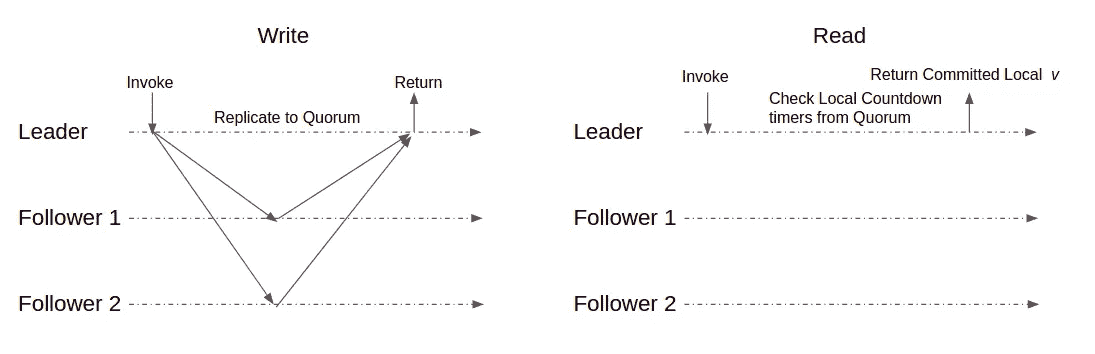 Write
Invoke
Return
Replicate to Quorum
Leader
Follower 1
Follower 2
Read
Invoke
Return Committed Local v
Check Local Countdown
timers from Quorum
Leader
Follower 1
Follower 2